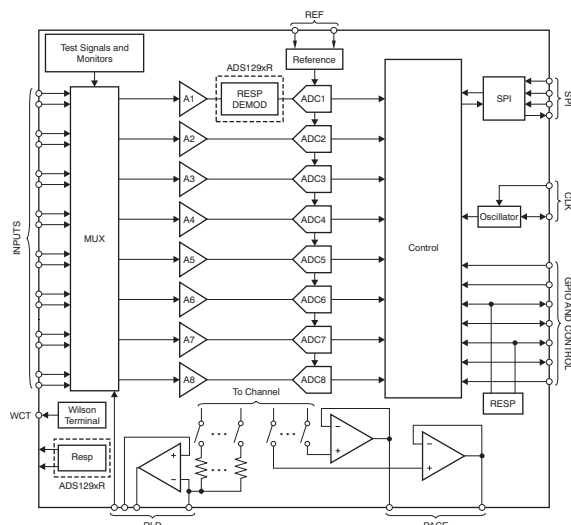 REF
Test Signals and
Monitors
Reference
ADS129xR
RESP
DEMOD
A1
ADC1
SPI
SPI
A2
ADC2
A3
ADC3
CLK
Oscillator
A4
ADC4
INPUTS
MUX
Control
A5
ADC5
A6
ADC6
GPIO AND CONTROL
A7
ADC7
A8
ADC8
RESP
To Channel
WCT
Wilson
Terminal
Resp
ADS129xR
RLD
PACE